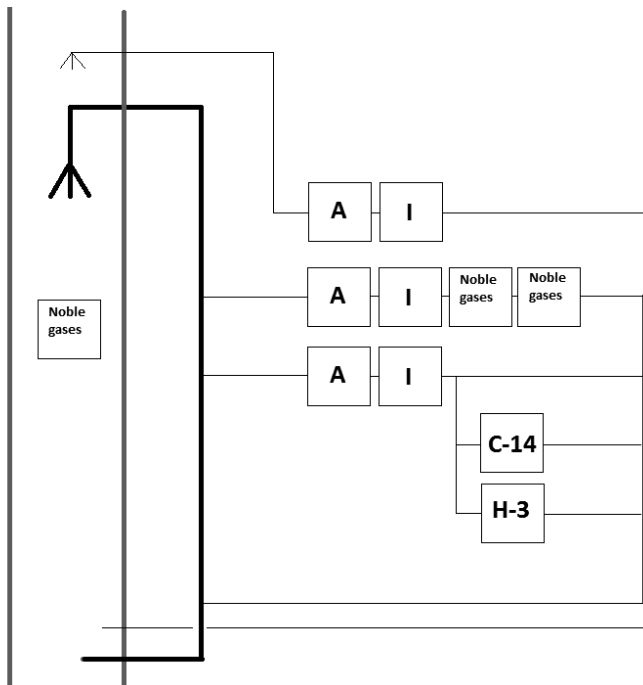 A
I
A
I
Noble
gases
Noble
gases
Noble
gases
A
I
C-14
H-3